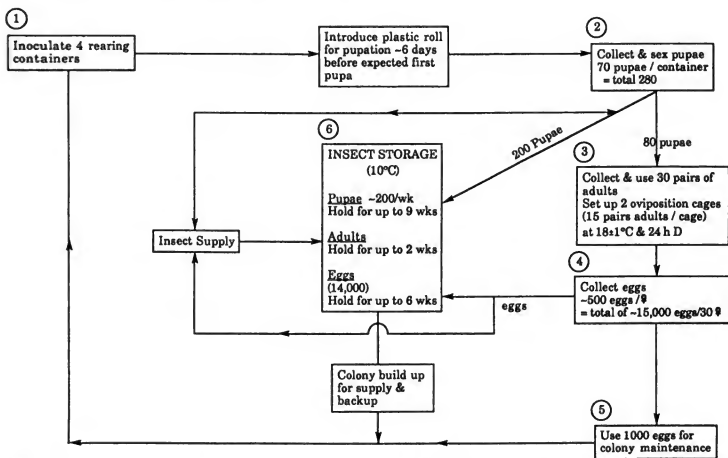 1
Inoculate 4 rearing
containers
Introduce plastic roll
for pupation ~6 days
before expected first
pupa
2
Collect & sex pupae
70 pupae / container
= total 280
200 Pupae
80 pupae
3
Collect & use 30 pairs of
adults
Set up 2 oviposition cages
(15 pairs adults / cage)
at 18±1°C & 24 h D
4
Collect eggs
~500 eggs /♀
= total of ~15,000 eggs/30 ♀
eggs
5
Use 1000 eggs for
colony maintenance
6
INSECT STORAGE
(10°C)
Pupae ~200/wk
Hold for up to 9 wks
Adults
Hold for up to 2 wks
Eggs
(14,000)
Hold for up to 6 wks
Insect Supply
Colony build up
for supply &
backup